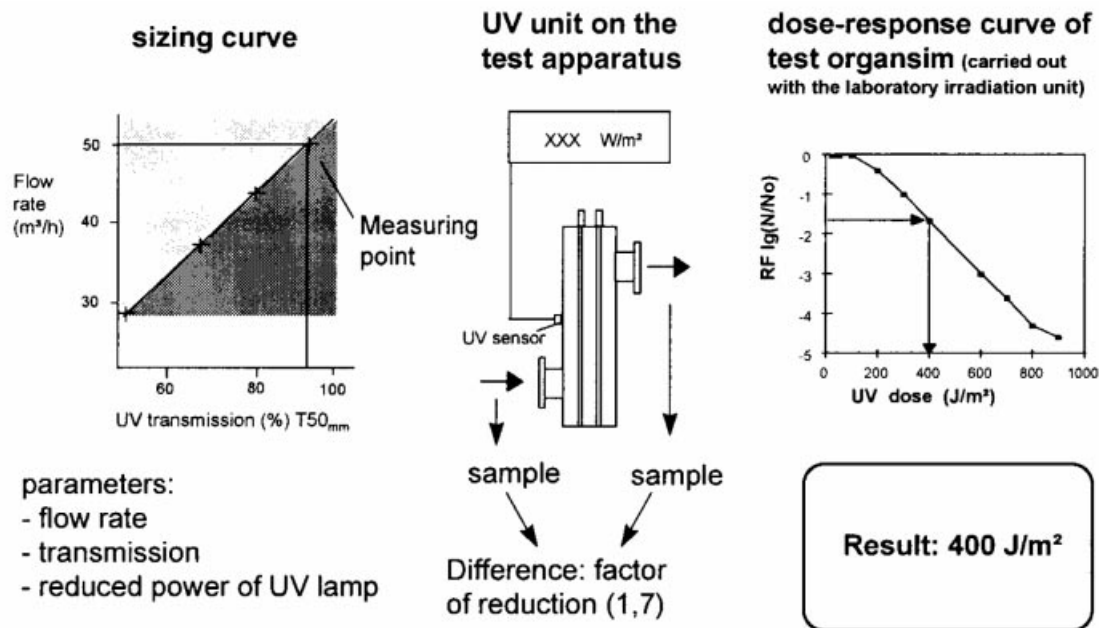 sizing curve
Flow
rate
(m³/h)
50
40
30
60
80
100
UV transmission (%) T50mm
Measuring
point
parameters:
- flow rate
- transmission
- reduced power of UV lamp
UV unit on the
test apparatus
XXX W/m²
UV sensor
sample
sample
Difference: factor
of reduction (1,7)
dose-response curve of
test organsim (carried out
with the laboratory irradiation unit)
RF lg(N/No)
0
-1
-2
-3
-4
-5
0
200
400
600
800
1000
UV dose (J/m²)
Result: 400 J/m²